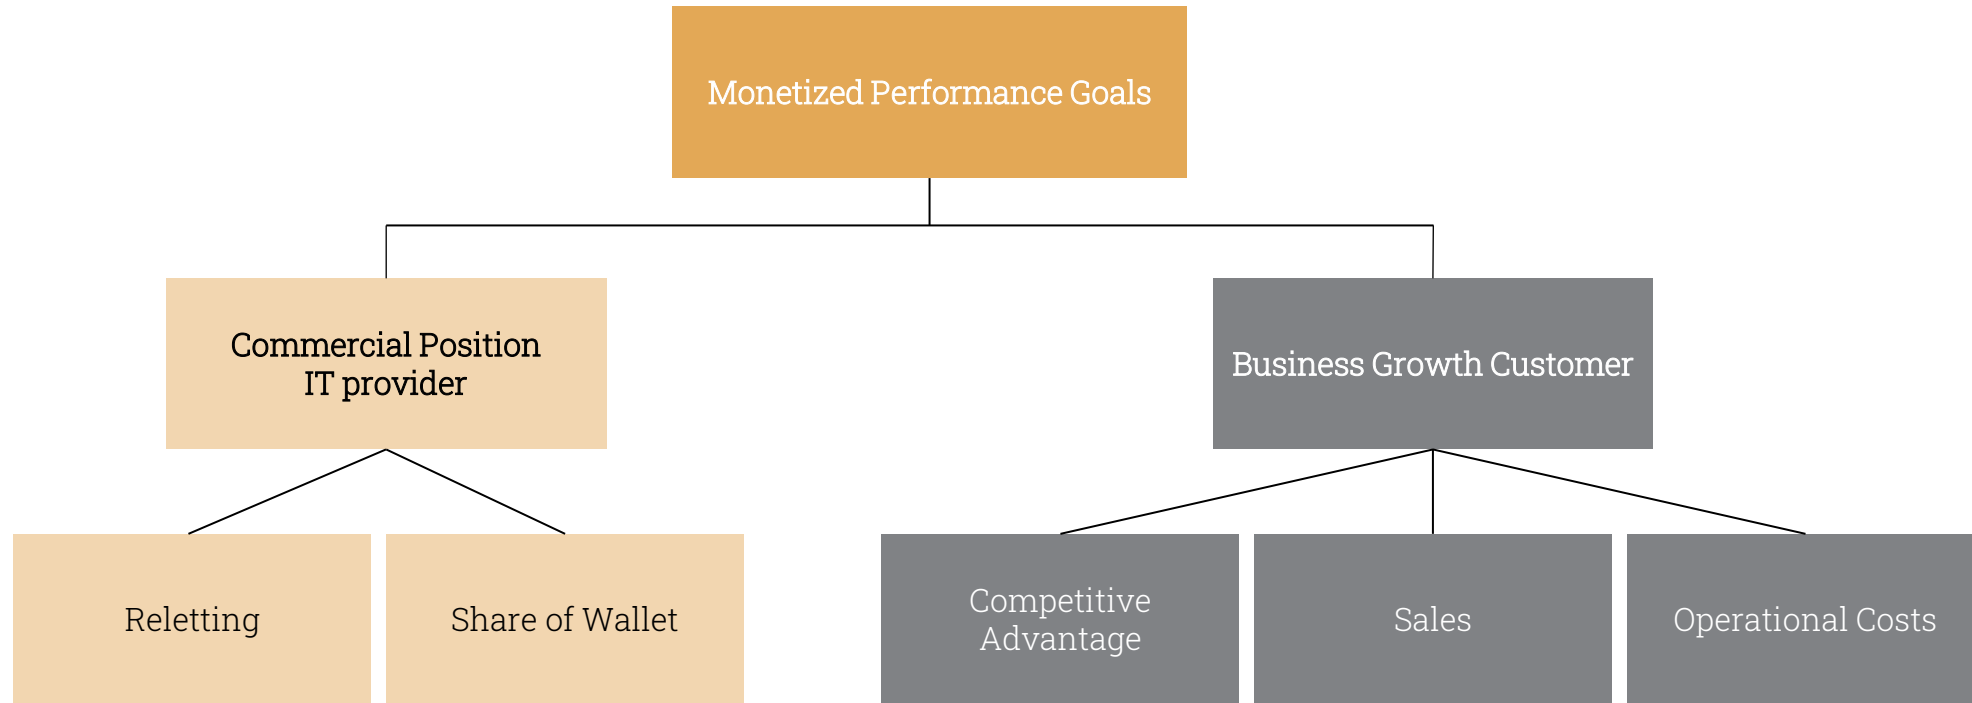 Monetized Performance Goals
Commercial Position
IT provider
Business Growth Customer
Reletting
Share of Wallet
Competitive
Advantage
Sales
Operational Costs